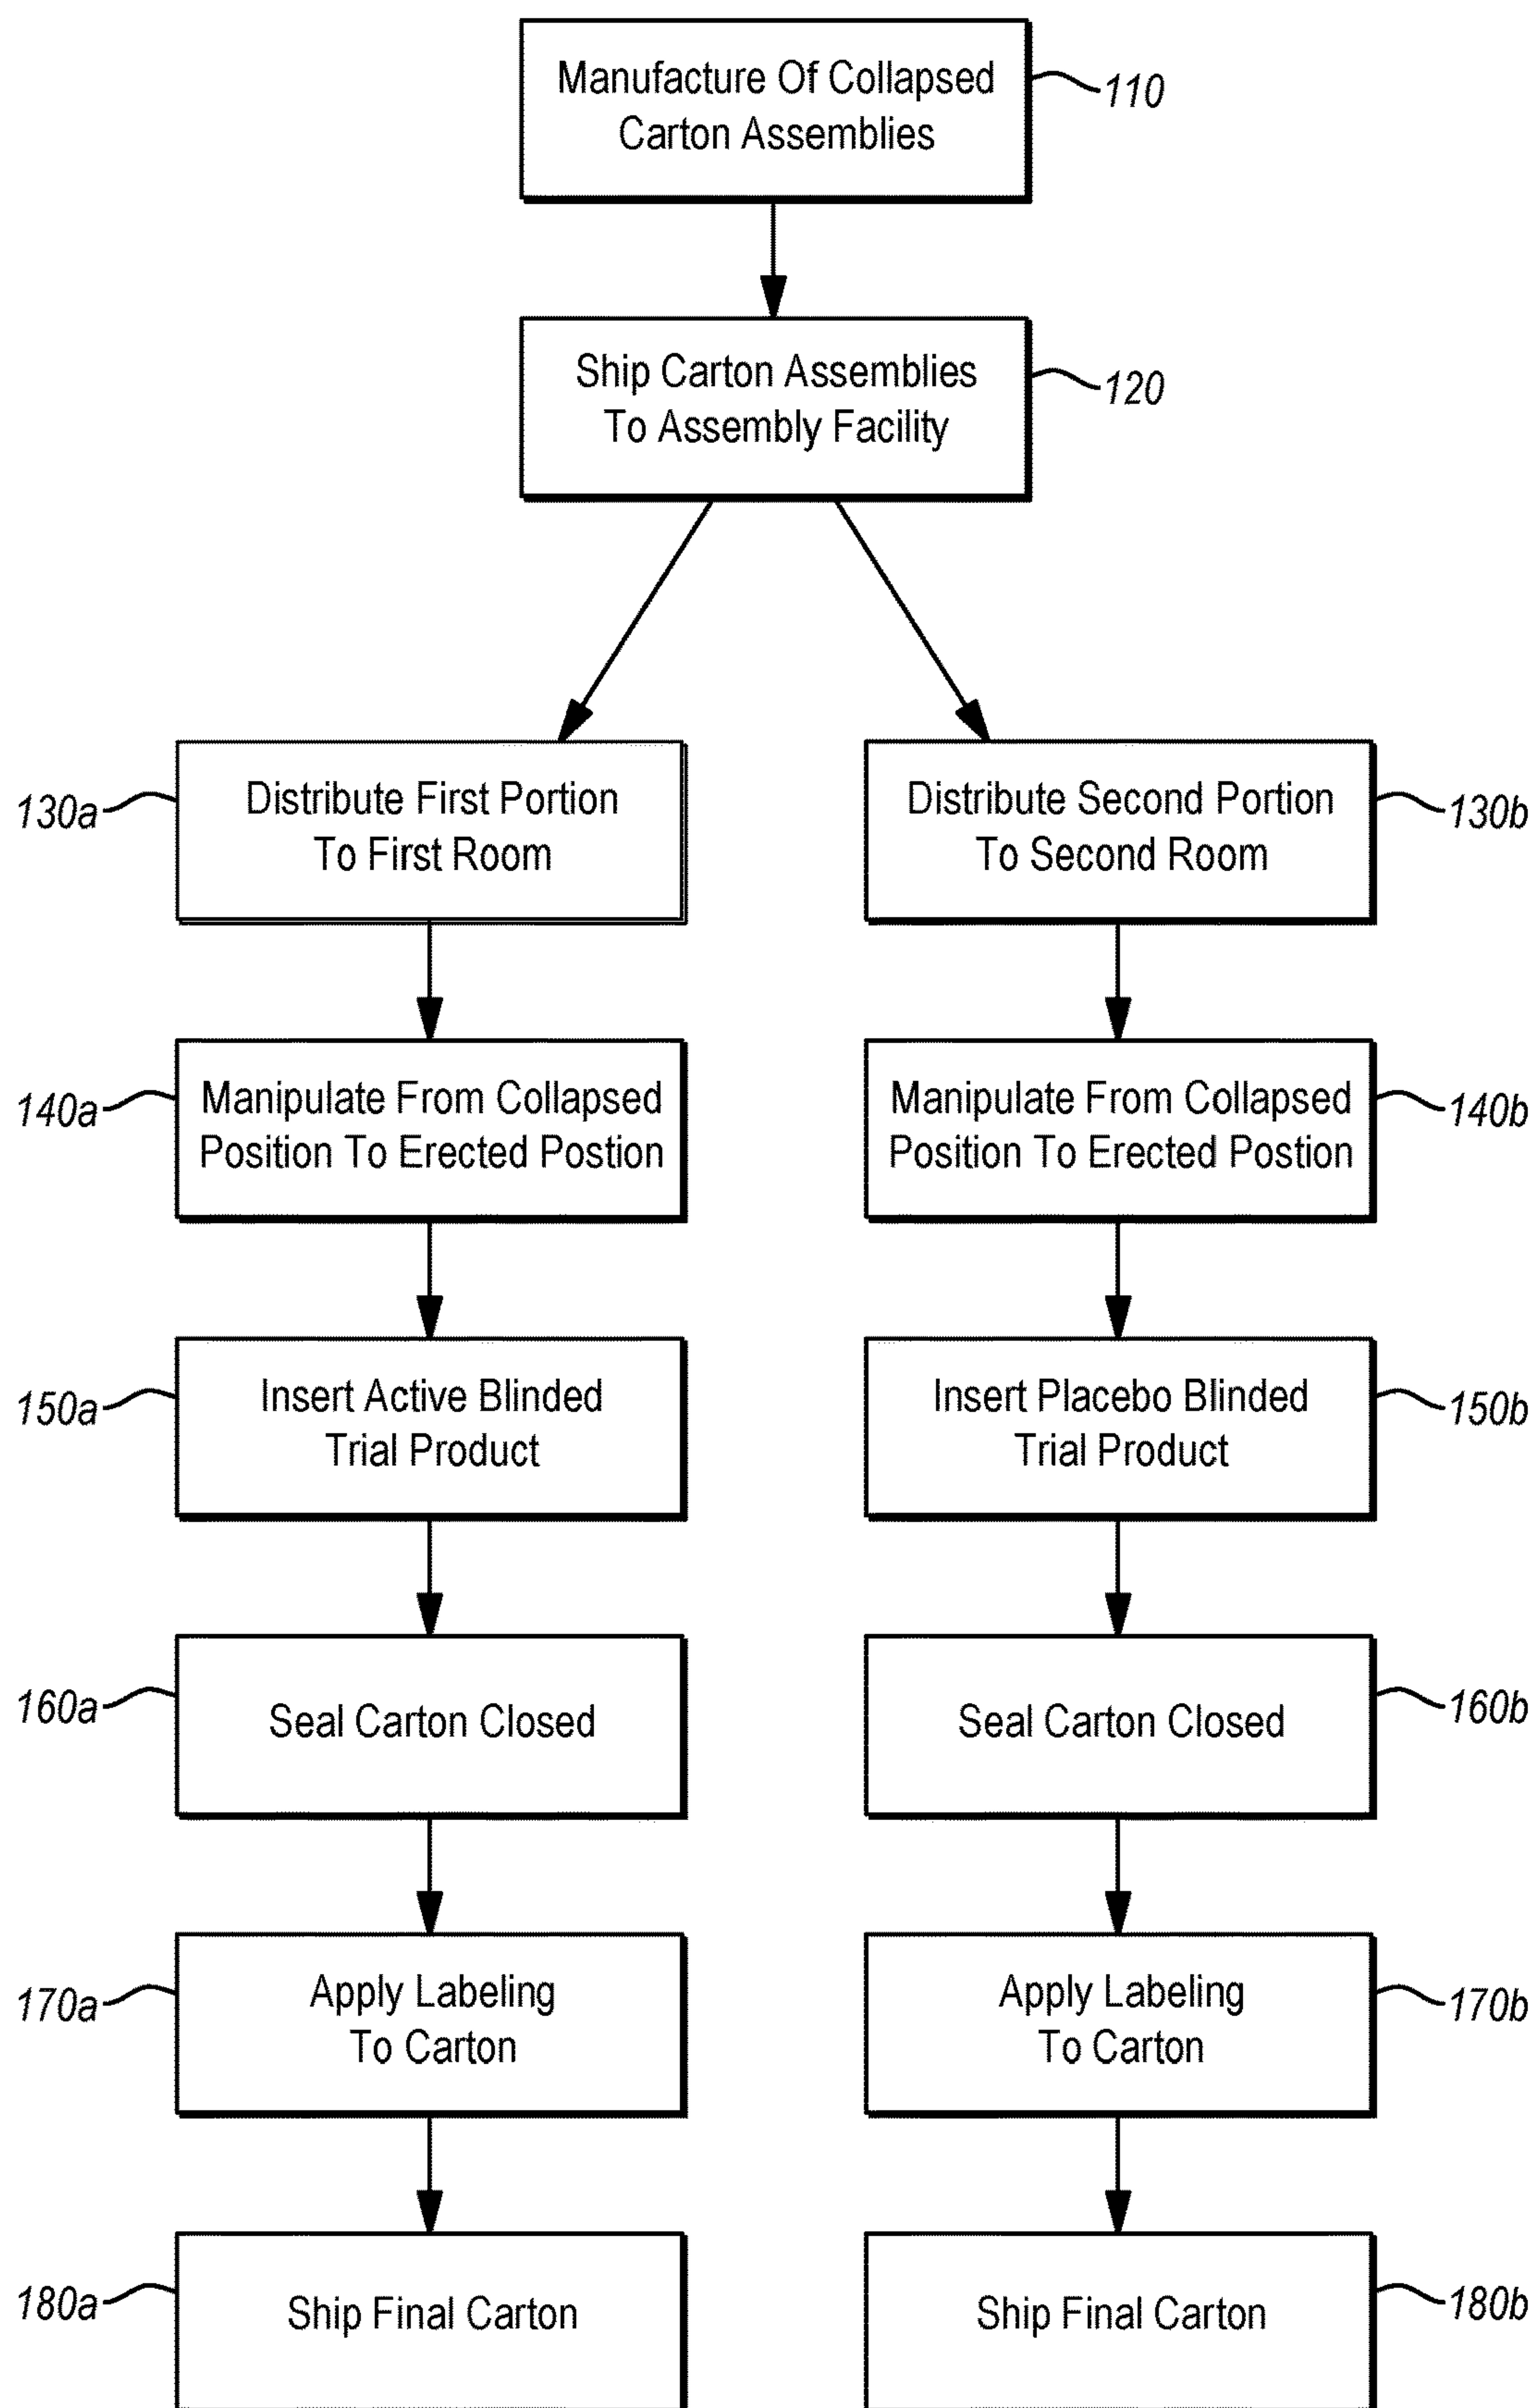 Manufacture Of Collapsed
Carton Assemblies
110
Ship Carton Assemblies
To Assembly Facility
120
130a
Distribute First Portion
To First Room
Distribute Second Portion
To Second Room
130b
140a
Manipulate From Collapsed
Position To Erected Postion
Manipulate From Collapsed
Position To Erected Postion
140b
150a
Insert Active Blinded
Trial Product
Insert Placebo Blinded
Trial Product
150b
160a
Seal Carton Closed
Seal Carton Closed
160b
170a
Apply Labeling
To Carton
Apply Labeling
To Carton
170b
180a
Ship Final Carton
Ship Final Carton
180b